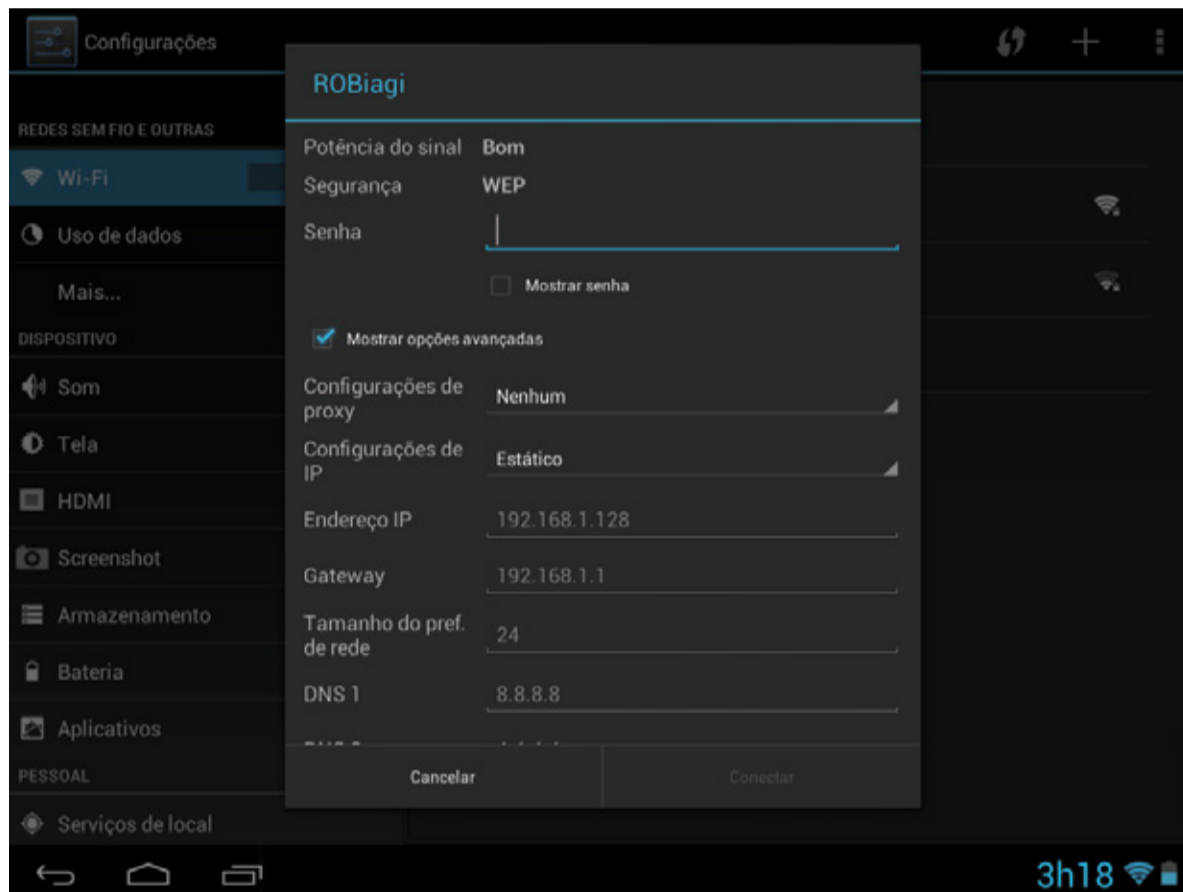 Configurações
REDES SEM FIO E OUTRAS
Wi-Fi
Uso de dados
Mais...
DISPOSITIVO
Som
Tela
HDMI
Screenshot
Armazenamento
Bateria
Aplicativos
PESSOAL
Serviços de local
ROBiagi
Potência do sinal Bom
Segurança WEP
Senha
Mostrar senha
Mostrar opções avançadas
Configurações de
proxy
Nenhum
Configurações de
IP
Estático
Endereço IP 192.168.1.128
Gateway 192.168.1.1
Tamanho do pref.
de rede
24
DNS 1 8.8.8.8
Cancelar Conectar
3h18